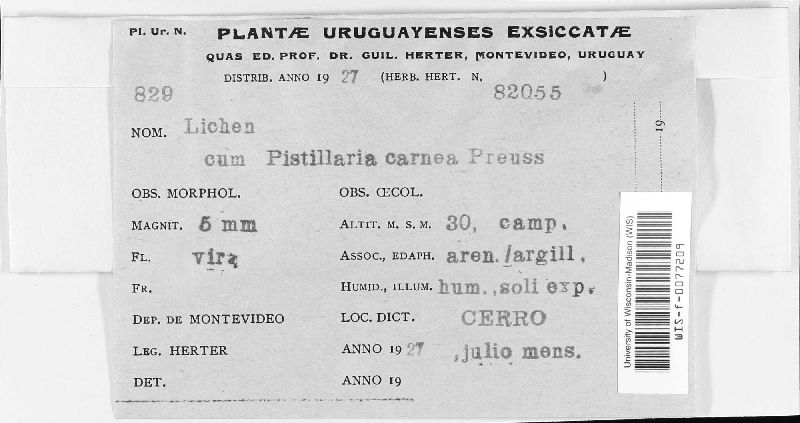 Pl. Ur. N.
PLANTÆ URUGUAYENSES EXSICCATÆ
QUAS ED. PROF. DR. GUIL. HERTER, MONTEVIDEO, URUGUAY
DISTRIB. ANNO 19 27 (HERB. HERT. N. )
829 82055
NOM. Lichen
cum Pistillaria carnea Preuss
OBS. MORPHOL. OBS. ŒCOL.
MAGNIT. 5 mm ALTIT. M. S. M. 30, camp.
FL. ASSOC., EDAPH. aren./argill.
FR. HUMID., ILLUM. hum.,soli exp.
DEP. DE MONTEVIDEO LOC. DICT. CERRO
LEG. HERTER ANNO 19 27 ,julio mens.
DET. ANNO 19
19
University of Wisconsin-Madison (WIS)
WIS-f-0077209